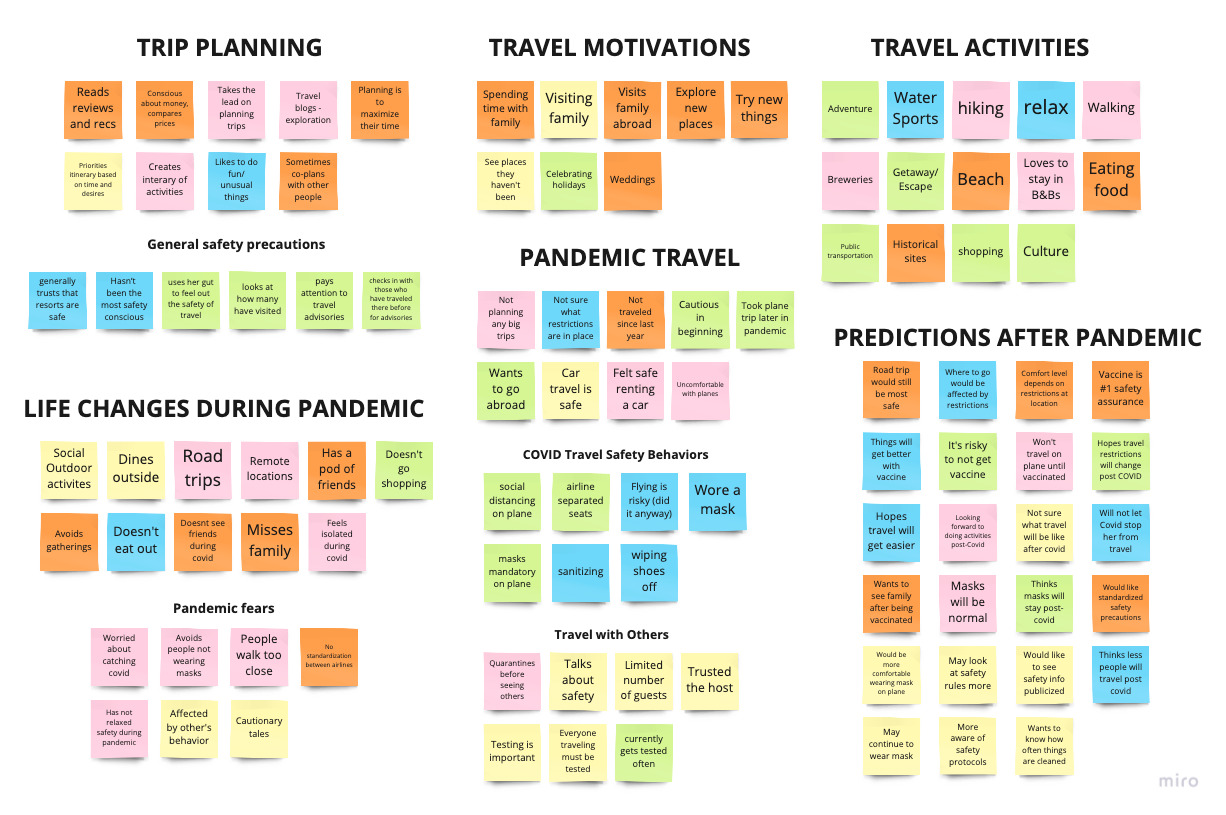 TRIP PLANNING
Reads
reviews
and recs
Conscious
about money,
compares
prices
Takes the
lead on
planning
trips
Travel
blogs -
exploration
Planning is
to
maximize
their time
Priorities
itinerary based
on time and
desires
Creates
interary of
activities
Likes to do
fun/
unusual
things
Sometimes
co-plans
with other
people
General safety precautions
generally
trusts that
resorts are
safe
Hasn't
been the
most safety
conscious
uses her gut
to feel out
the safety of
travel
looks at
how many
have visited
pays
attention to
travel
advisories
checks in with
those who
have traveled
there before
for advisories
LIFE CHANGES DURING PANDEMIC
Social
Outdoor
activites
Dines
outside
Road
trips
Remote
locations
Has a
pod of
friends
Doesn't
go
shopping
Avoids
gatherings
Doesn't
eat out
Doesnt see
friends
during
covid
Misses
family
Feels
isolated
during
covid
Pandemic fears
Worried
about
catching
covid
Avoids
people not
wearing
masks
People
walk too
close
No
standardization
between airlines
Has not
relaxed
safety during
pandemic
Affected
by other's
behavior
Cautionary
tales
TRAVEL MOTIVATIONS
Spending
time with
family
Visiting
family
Visits
family
abroad
Explore
new
places
Try new
things
See places
they
haven't
been
Celebrating
holidays
Weddings
PANDEMIC TRAVEL
Not
planning
any big
trips
Not sure
what
restrictions
are in place
Not
traveled
since last
year
Cautious
in
beginning
Took plane
trip later in
pandemic
Wants
to go
abroad
Car
travel is
safe
Felt safe
renting
a car
Uncomfortable
with planes
COVID Travel Safety Behaviors
social
distancing
on plane
airline
separated
seats
Flying is
risky (did
it anyway)
Wore a
mask
masks
mandatory
on plane
sanitizing
wiping
shoes
off
Travel with Others
Quarantines
before
seeing
others
Talks
about
safety
Limited
number
of guests
Trusted
the host
Testing is
important
Everyone
traveling
must be
tested
currently
gets tested
often
TRAVEL ACTIVITIES
Adventure
Water
Sports
hiking
relax
Walking
Breweries
Getaway/
Escape
Beach
Loves to
stay in
B&Bs
Eating
food
Public
transportation
Historical
sites
shopping
Culture
PREDICTIONS AFTER PANDEMIC
Road trip
would still
be most
safe
Where to go
would be
affected by
restrictions
Comfort level
depends on
restrictions at
location
Vaccine is
#1 safety
assurance
Things will
get better
with
vaccine
It's risky
to not get
vaccine
Won't
travel on
plane until
vaccinated
Hopes travel
restrictions
will change
post COVID
Hopes
travel will
get easier
Looking
forward to
doing activities
post-Covid
Not sure
what travel
will be like
after covid
Will not let
Covid stop
her from
travel
Wants to
see family
after being
vaccinated
Masks
will be
normal
Thinks
masks will
stay post-
covid
Would like
standardized
safety
precautions
Would be
more
comfortable
wearing mask
on plane
May look
at safety
rules more
Would like
to see
safety info
publicized
Thinks less
people will
travel post
covid
May
continue to
wear mask
More
aware of
safety
protocols
Wants to
know how
often things
are cleaned
miro